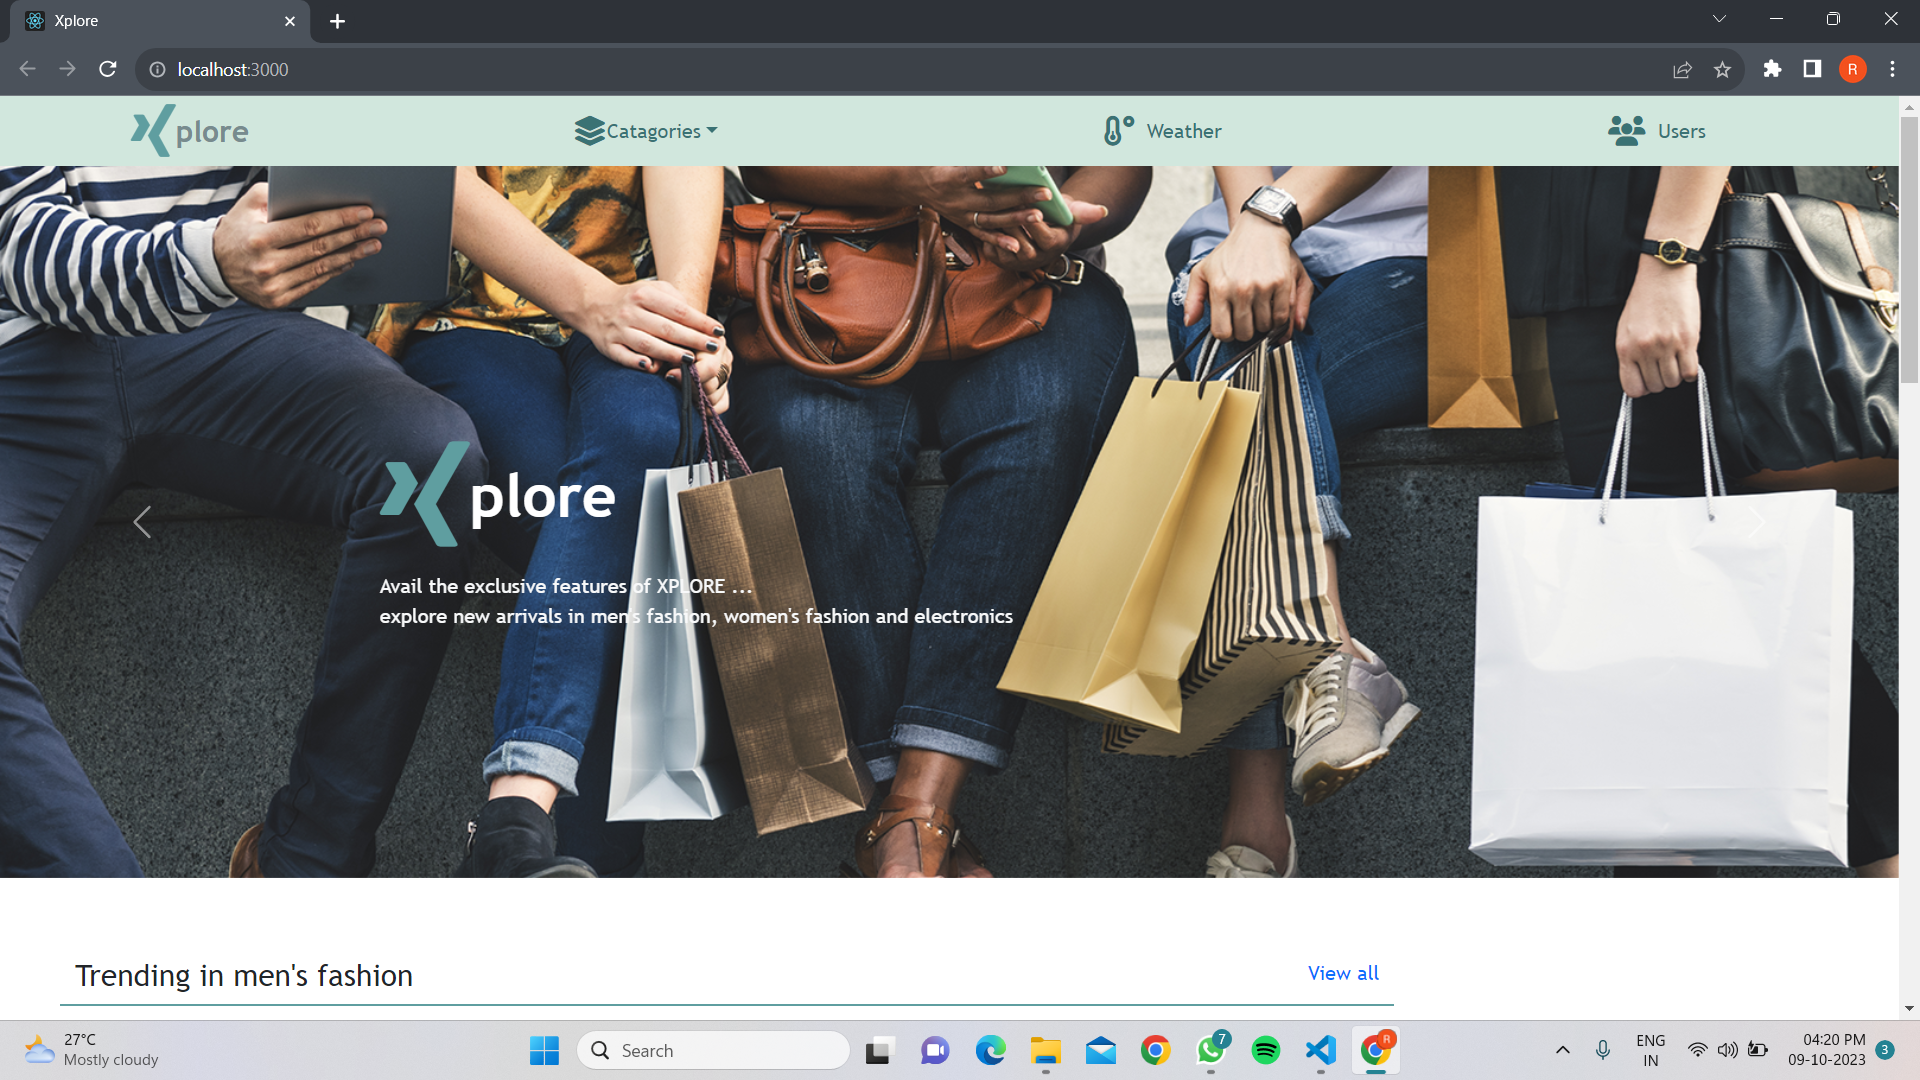 Xplore
localhost:3000
plore
Catagories
Weather
Users
plore
Avail the exclusive features of XPLORE ...
explore new arrivals in men's fashion, women's fashion and electronics
Trending in men's fashion
View all
27°C
Mostly cloudy
Search
7
R
ENG
IN
04:20 PM
09-10-2023
3
R